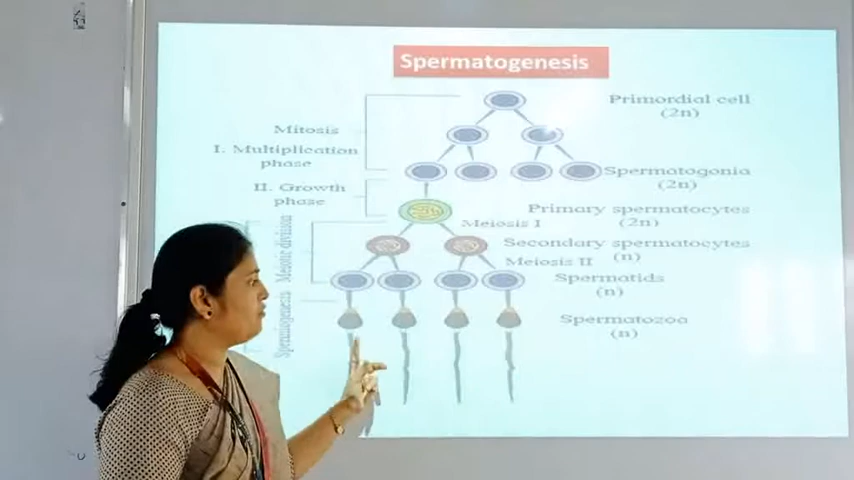 Spermatogenesis
Primordial cell
(2n)
Mitosis
I. Multiplication
phase
Spermatogonia
(2n)
II. Growth
phase
Primary spermatocytes
Meiosis I
(2n)
Secondary spermatocytes
(n)
Meiosis II
Meiotic division
Spermatids
(n)
Spermiogenesis
Spermatozoa
(n)